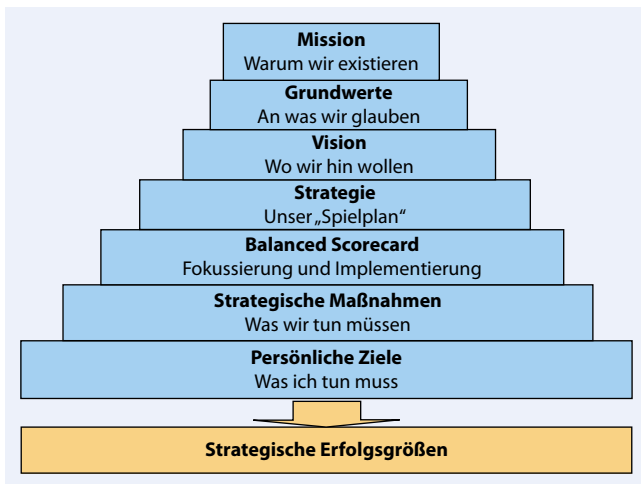 Mission
Warum wir existieren
Grundwerte
An was wir glauben
Vision
Wo wir hin wollen
Strategie
Unser „Spielplan“
Balanced Scorecard
Fokussierung und Implementierung
Strategische Maßnahmen
Was wir tun müssen
Persönliche Ziele
Was ich tun muss
Strategische Erfolgsgrößen